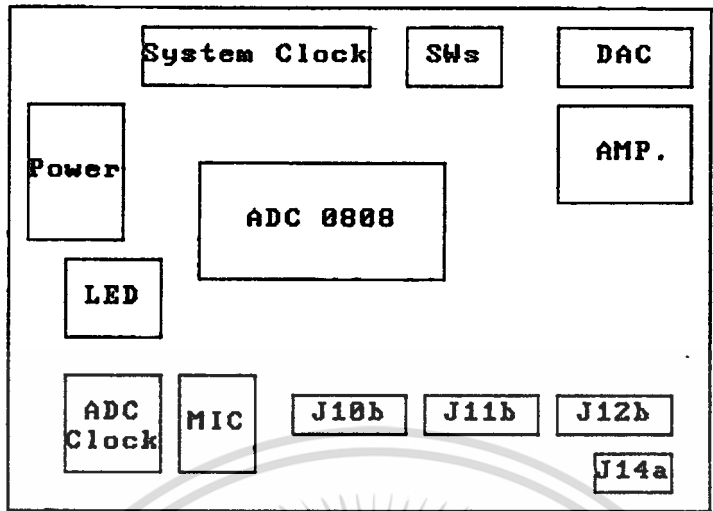 System Clock
SWs
DAC
Power
AMP.
ADC 0808
LED
ADC
Clock
MIC
J10b
J11b
J12b
J14a